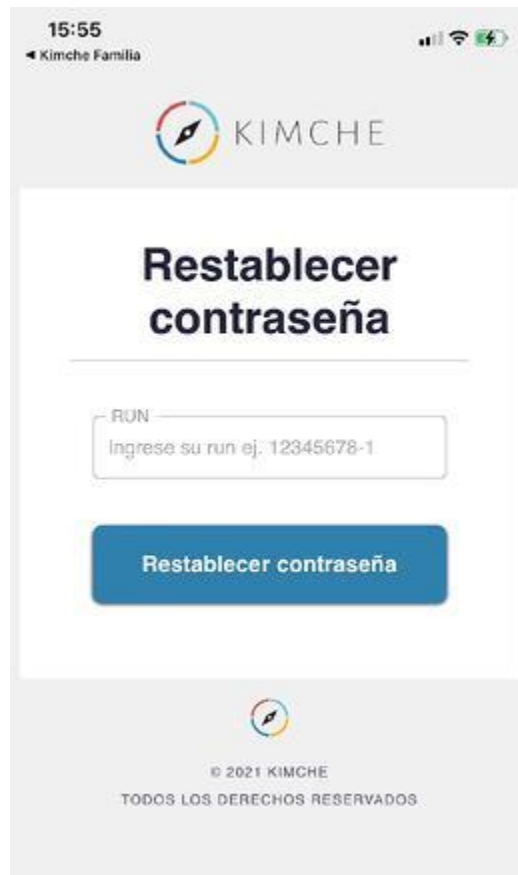 15:55
◀ Kimche Familia
KIMCHE
Restablecer
contraseña
RUN
Ingrese su run ej. 12345678-1
Restablecer contraseña
© 2021 KIMCHE
TODOS LOS DERECHOS RESERVADOS